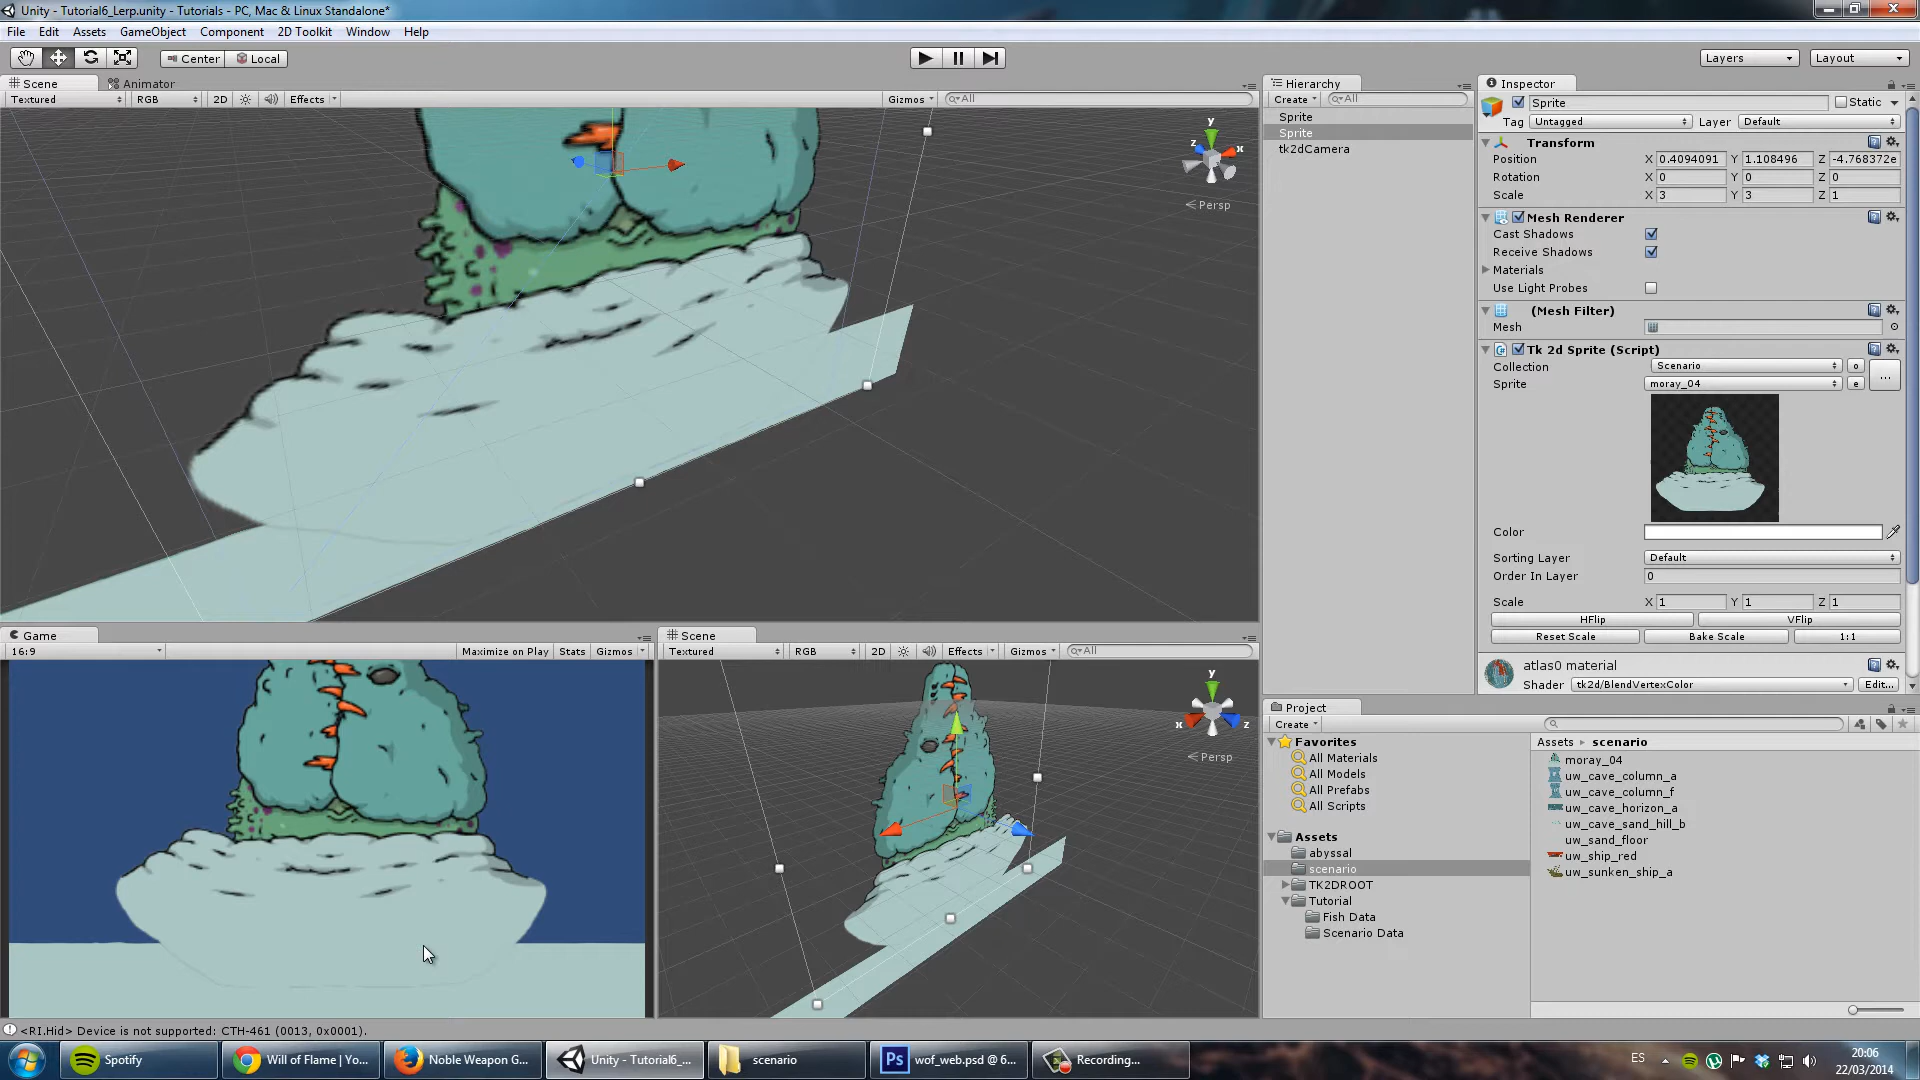 Unity - Tutorial6_Lerp.unity - Tutorials - PC, Mac & Linux Standalone*
File Edit Assets GameObject Component 2D Toolkit Window Help
Center Local Layers Layout
Scene Animator
Textured RGB 2D Effects Gizmos All
y
z x
Persp
Game
16:9 Maximize on Play Stats Gizmos
Scene
Textured RGB 2D Effects Gizmos All
y
x z
Persp
Hierarchy
Create All
Sprite
Sprite
tk2dCamera
Inspector
Sprite Static
Tag Untagged Layer Default
Transform
Position X 0.4094091 Y 1.108496 Z -4.768372e
Rotation X 0 Y 0 Z 0
Scale X 3 Y 3 Z 1
Mesh Renderer
Cast Shadows
Receive Shadows
Materials
Use Light Probes
(Mesh Filter)
Mesh
Tk 2d Sprite (Script)
Collection Scenario o ...
Sprite moray_04 e
Color
Sorting Layer Default
Order In Layer 0
Scale X 1 Y 1 Z 1
HFlip VFlip
Reset Scale Bake Scale 1:1
atlas0 material
Shader tk2d/BlendVertexColor Edit...
Project
Create
Favorites
All Materials
All Models
All Prefabs
All Scripts
Assets
abyssal
scenario
TK2DROOT
Tutorial
Fish Data
Scenario Data
Assets scenario
moray_04
uw_cave_column_a
uw_cave_column_f
uw_cave_horizon_a
uw_cave_sand_hill_b
uw_sand_floor
uw_ship_red
uw_sunken_ship_a
<RI.Hid> Device is not supported: CTH-461 (0013, 0x0001).
Spotify Will of Flame | Yo... Noble Weapon G... Unity - Tutorial6_... scenario Ps wof_web.psd @ 6... Recording... ES 20:06
22/03/2014